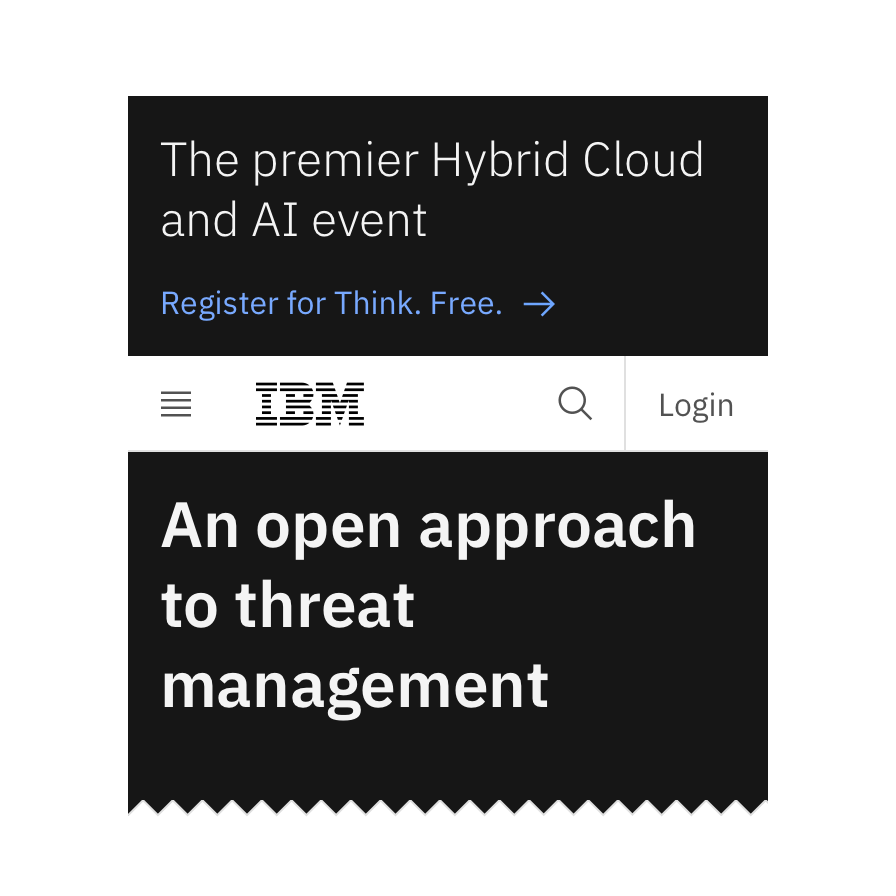 The premier Hybrid Cloud
and AI event
Register for Think. Free.
IBM
Login
An open approach
to threat
management